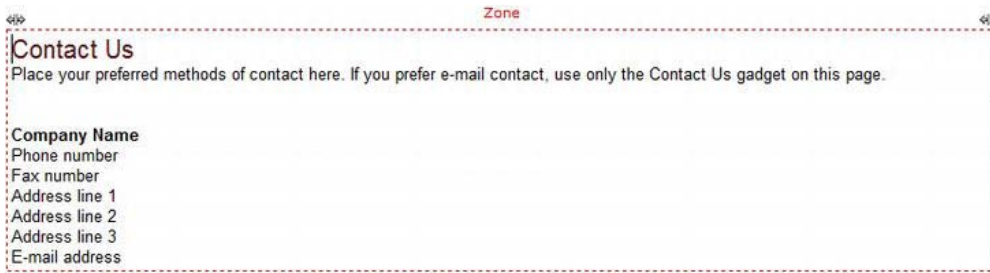 Zone
Contact Us
Place your preferred methods of contact here. If you prefer e-mail contact, use only the Contact Us gadget on this page.
Company Name
Phone number
Fax number
Address line 1
Address line 2
Address line 3
E-mail address